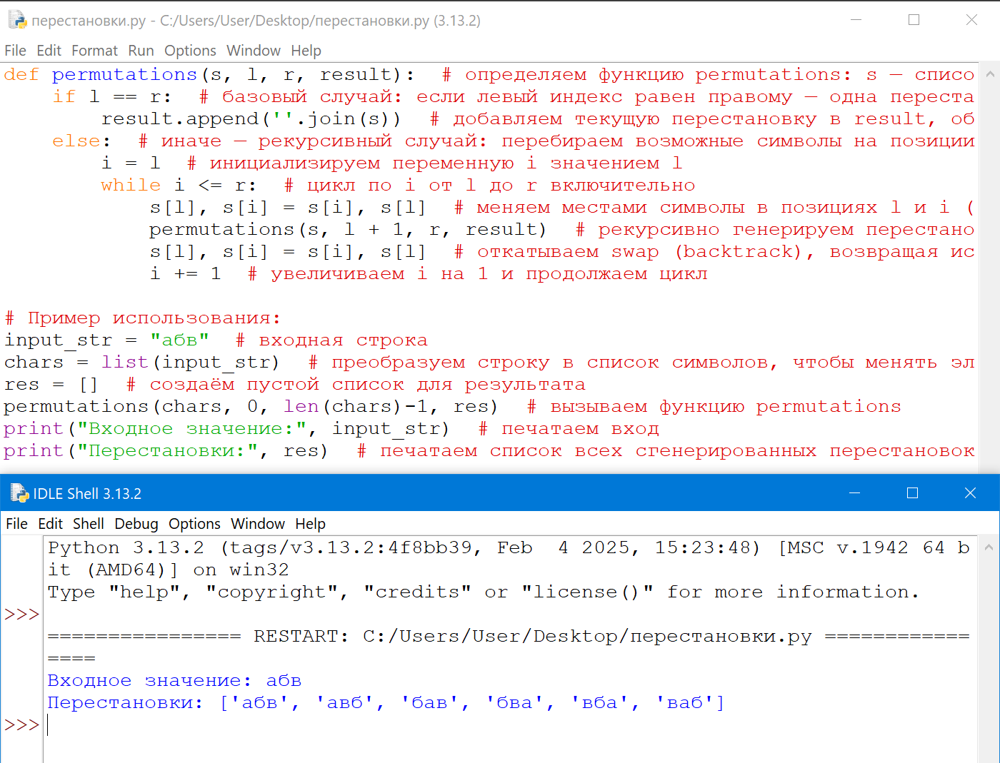 перестановки.py - C:/Users/User/Desktop/перестановки.py (3.13.2)
File Edit Format Run Options Window Help
def permutations(s, l, r, result):  # определяем функцию permutations: s — списо
    if l == r:  # базовый случай: если левый индекс равен правому — одна переста
        result.append(''.join(s))  # добавляем текущую перестановку в result, об
    else:  # иначе — рекурсивный случай: перебираем возможные символы на позиции
        i = l  # инициализируем переменную i значением l
        while i <= r:  # цикл по i от l до r включительно
            s[l], s[i] = s[i], s[l]  # меняем местами символы в позициях l и i (
            permutations(s, l + 1, r, result)  # рекурсивно генерируем перестано
            s[l], s[i] = s[i], s[l]  # откатываем swap (backtrack), возвращая ис
            i += 1  # увеличиваем i на 1 и продолжаем цикл
# Пример использования:
input_str = "абв"  # входная строка
chars = list(input_str)  # преобразуем строку в список символов, чтобы менять эл
res = []  # создаём пустой список для результата
permutations(chars, 0, len(chars)-1, res)  # вызываем функцию permutations
print("Входное значение:", input_str)  # печатаем вход
print("Перестановки:", res)  # печатаем список всех сгенерированных перестановок
IDLE Shell 3.13.2
File Edit Shell Debug Options Window Help
Python 3.13.2 (tags/v3.13.2:4f8bb39, Feb  4 2025, 15:23:48) [MSC v.1942 64 b
it (AMD64)] on win32
Type "help", "copyright", "credits" or "license()" for more information.
>>>
================ RESTART: C:/Users/User/Desktop/перестановки.py ============
====
Входное значение: абв
Перестановки: ['абв', 'авб', 'бав', 'бва', 'вба', 'ваб']
>>>